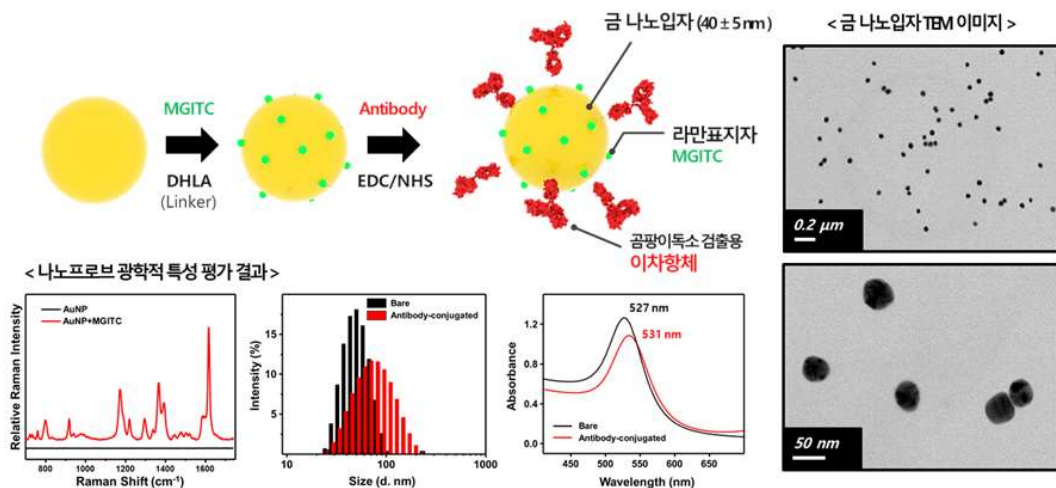 MGITC
DHLA
(Linker)
Antibody
EDC/NHS
금 나노입자 (40 ± 5 nm)
라만표지자
MGITC
곰팡이독소 검출용
이차항체
< 금 나노입자 TEM 이미지 >
0.2 μm
50 nm
< 나노프로브 광학적 특성 평가 결과 >
Relative Raman Intensity
AuNP
AuNP+MGITC
800 1000 1200 1400 1600
Raman Shift (cm-1)
Intensity (%)
15
10
5
Bare
Antibody-conjugated
10 100 1000
Size (d. nm)
Absorbance
1.2
0.8
0.4
0.0
527 nm
531 nm
Bare
Antibody-conjugated
450 500 550 600 650
Wavelength (nm)